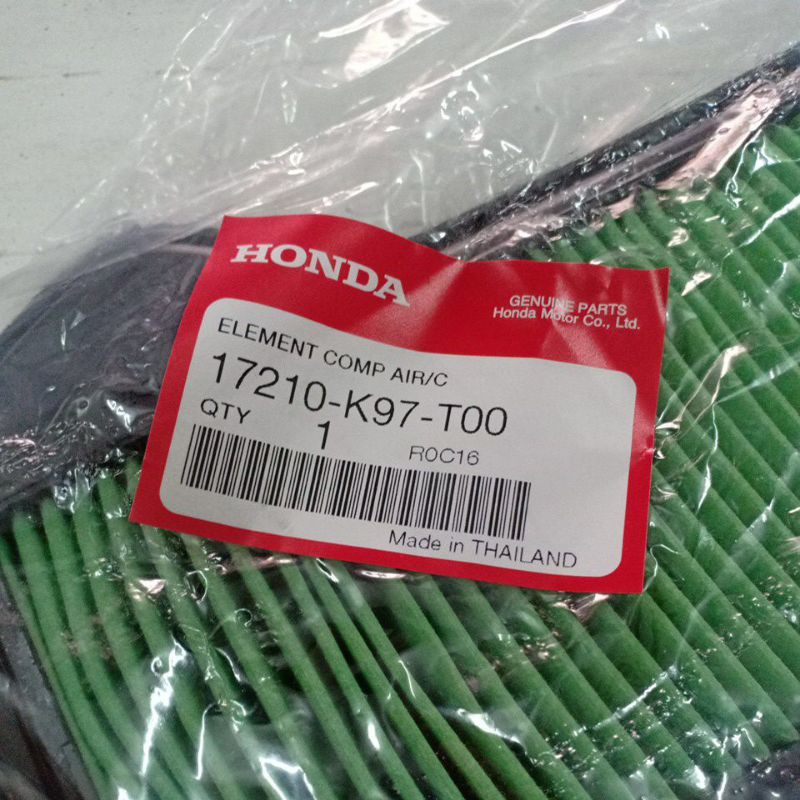 HONDA
GENUINE PARTS
Honda Motor Co., Ltd.
ELEMENT COMP AIR/C
17210-K97-T00
QTY 1 R0C16
Made in THAILAND